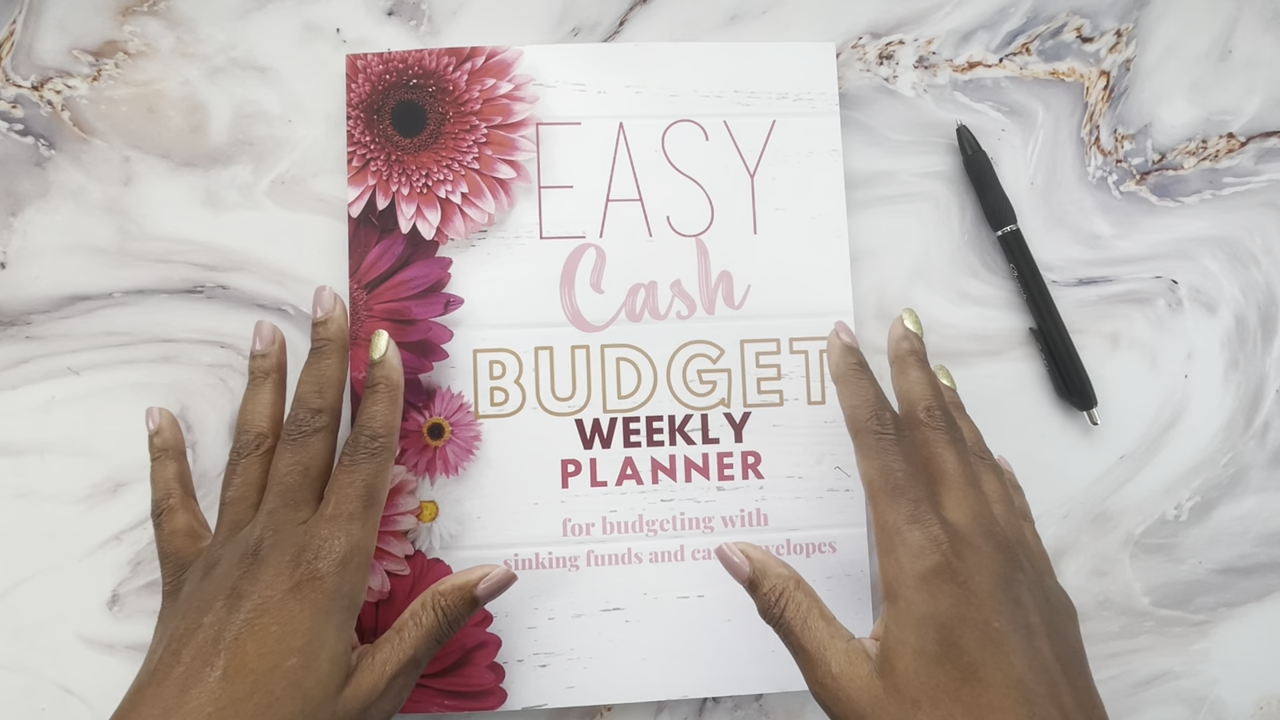 EASY
Cash
BUDGET
WEEKLY
PLANNER
for budgeting with
sinking funds and